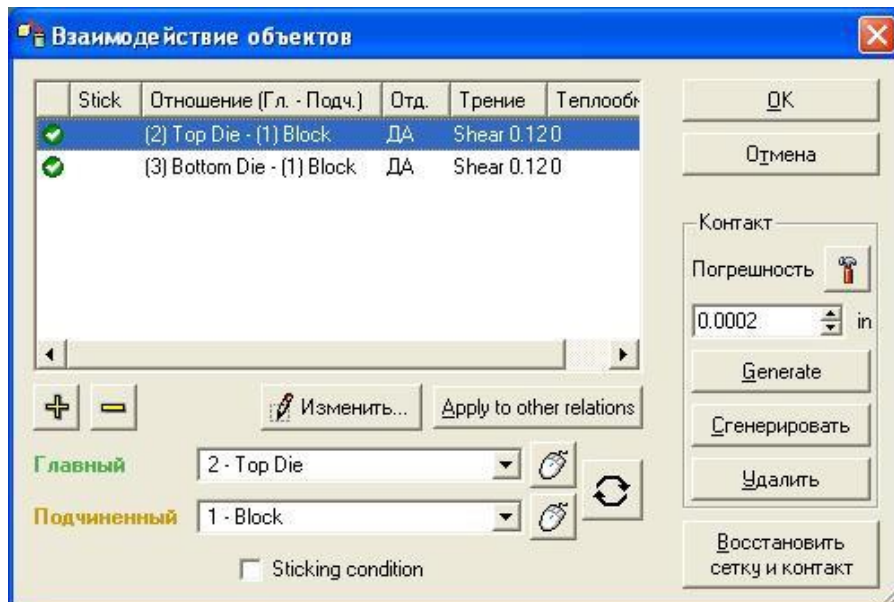 Взаимодействие объектов
Stick Отношение (Гл. - Подч.) Отд. Трение Теплообм
(2) Top Die - (1) Block ДА Shear 0.12 0
(3) Bottom Die - (1) Block ДА Shear 0.12 0
OK
Отмена
Контакт
Погрешность
0.0002 in
Generate
Сгенерировать
Удалить
Изменить... Apply to other relations
Главный 2 - Top Die
Подчиненный 1 - Block
Sticking condition
Восстановить
сетку и контакт